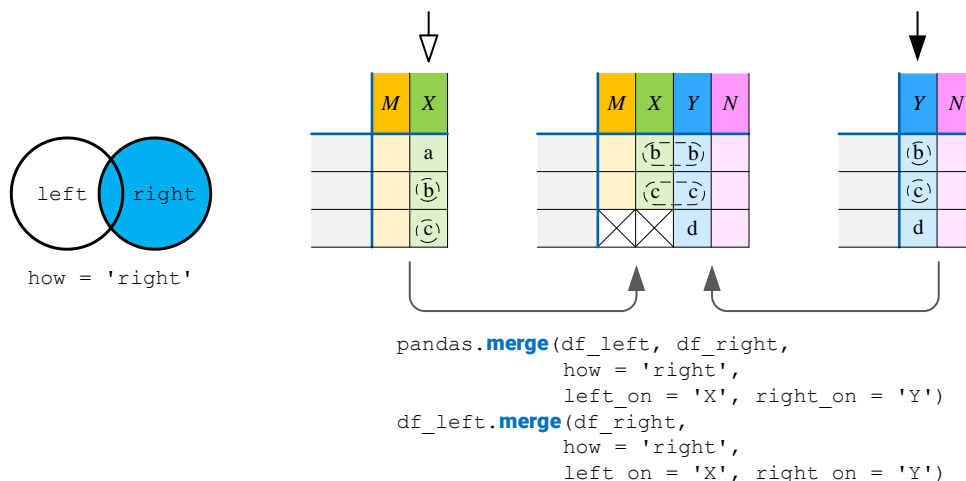 M X M X Y N Y N
a b b b
left right b c c c
c d d
how = 'right'
pandas.merge(df_left, df_right,
how = 'right',
left_on = 'X', right_on = 'Y')
df_left.merge(df_right,
how = 'right',
left_on = 'X', right_on = 'Y')